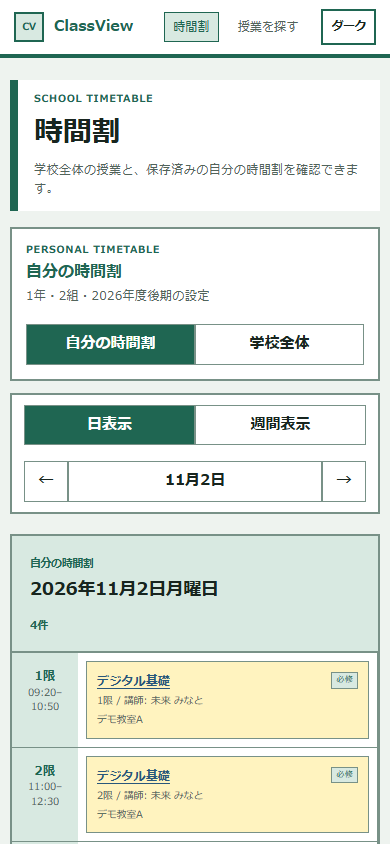 CV ClassView 時間割 授業を探す ダーク
SCHOOL TIMETABLE
時間割
学校全体の授業と、保存済みの自分の時間割を確認できま
す。
PERSONAL TIMETABLE
自分の時間割
1年・2組・2026年度後期の設定
自分の時間割 学校全体
日表示 週間表示
← 11月2日 →
自分の時間割
2026年11月2日月曜日
4件
1限
09:20–
10:50
デジタル基礎 必修
1限 / 講師: 未来 みなと
デモ教室A
2限
11:00–
12:30
デジタル基礎 必修
2限 / 講師: 未来 みなと
デモ教室A